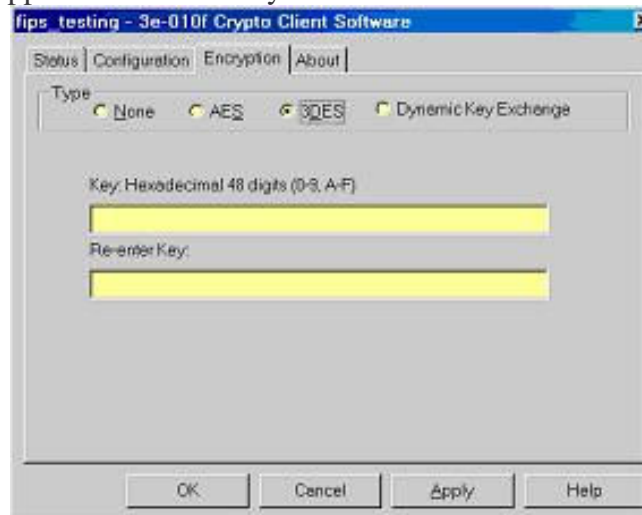 fips_testing - 3e-010f Crypto Client Software
Status Configuration Encryption About
Type
None AES 3DES Dynamic Key Exchange
Key: Hexadecimal 48 digits (0-9, A-F)
Re-enter Key:
OK Cancel Apply Help